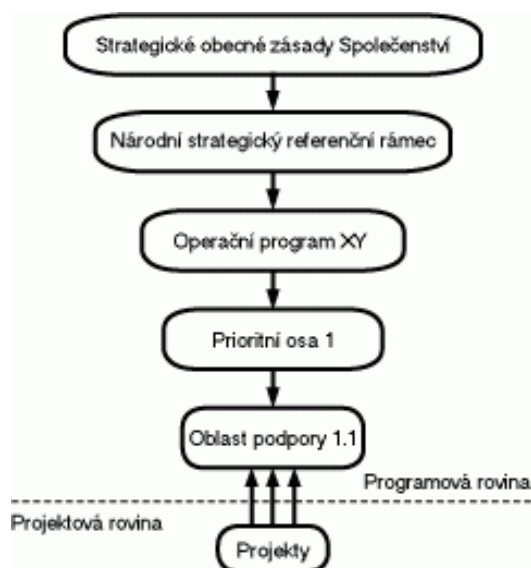 Strategické obecné zásady Společenství
Národní strategický referenční rámec
Operační program XY
Prioritní osa 1
Oblast podpory 1.1
Programová rovina
Projektová rovina
Projekty